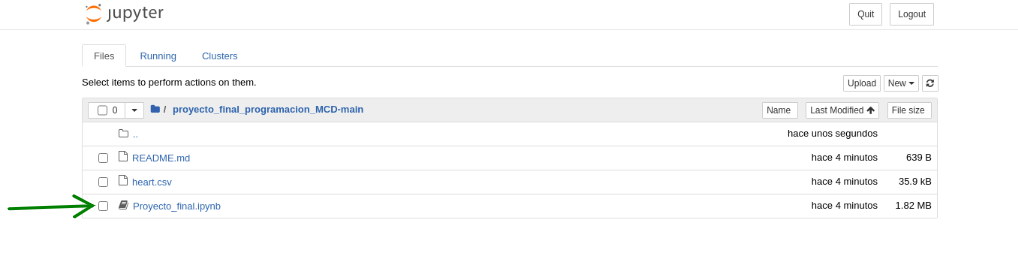 jupyter
Quit Logout
Files Running Clusters
Select items to perform actions on them.
Upload New
0 / proyecto_final_programacion_MCD-main Name Last Modified File size
.. hace unos segundos
README.md hace 4 minutos 639 B
heart.csv hace 4 minutos 35.9 kB
Proyecto_final.ipynb hace 4 minutos 1.82 MB